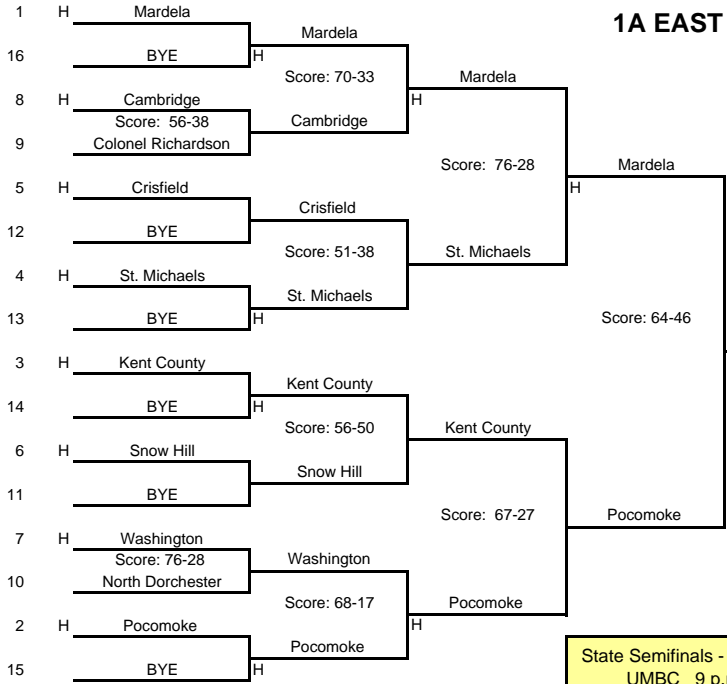 1A EAST
1 H Mardela
Mardela
16 BYE H
Score: 70-33
Mardela
8 H Cambridge
H
Score: 56-38
Cambridge
9 Colonel Richardson
Score: 76-28
Mardela
5 H Crisfield
H
Crisfield
12 BYE
Score: 51-38
St. Michaels
4 H St. Michaels
St. Michaels
13 BYE H
Score: 64-46
3 H Kent County
Kent County
14 BYE H
Score: 56-50
Kent County
6 H Snow Hill
Snow Hill
11 BYE
Score: 67-27
Pocomoke
7 H Washington
Score: 76-28
Washington
10 North Dorchester
Score: 68-17
Pocomoke
2 H Pocomoke
H
Pocomoke
15 BYE H
State Semifinals -
UMBC 9 p.